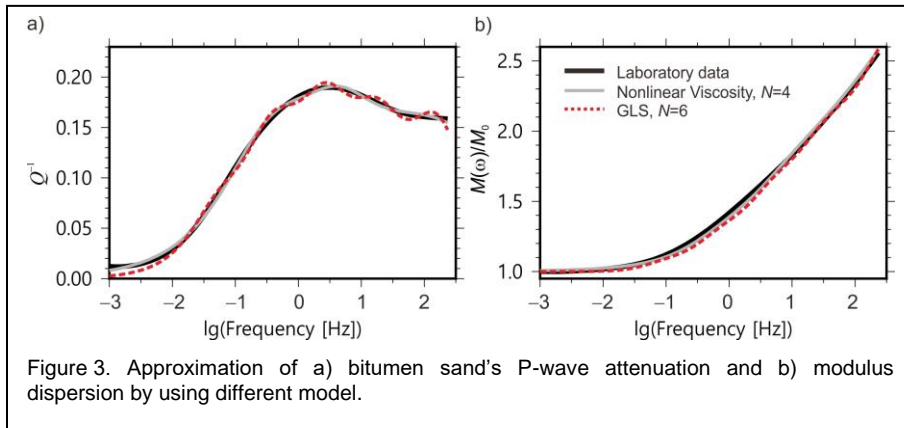 a)
b)
0.20
0.15
0.10
0.05
0.00
Q⁻¹
−3 −2 −1 0 1 2
lg(Frequency [Hz])
2.5
2.0
1.5
1.0
M(ω)/M₀
Laboratory data
Nonlinear Viscosity, N=4
GLS, N=6
−3 −2 −1 0 1 2
lg(Frequency [Hz])
Figure 3. Approximation of a) bitumen sand's P-wave attenuation and b) modulus
dispersion by using different model.